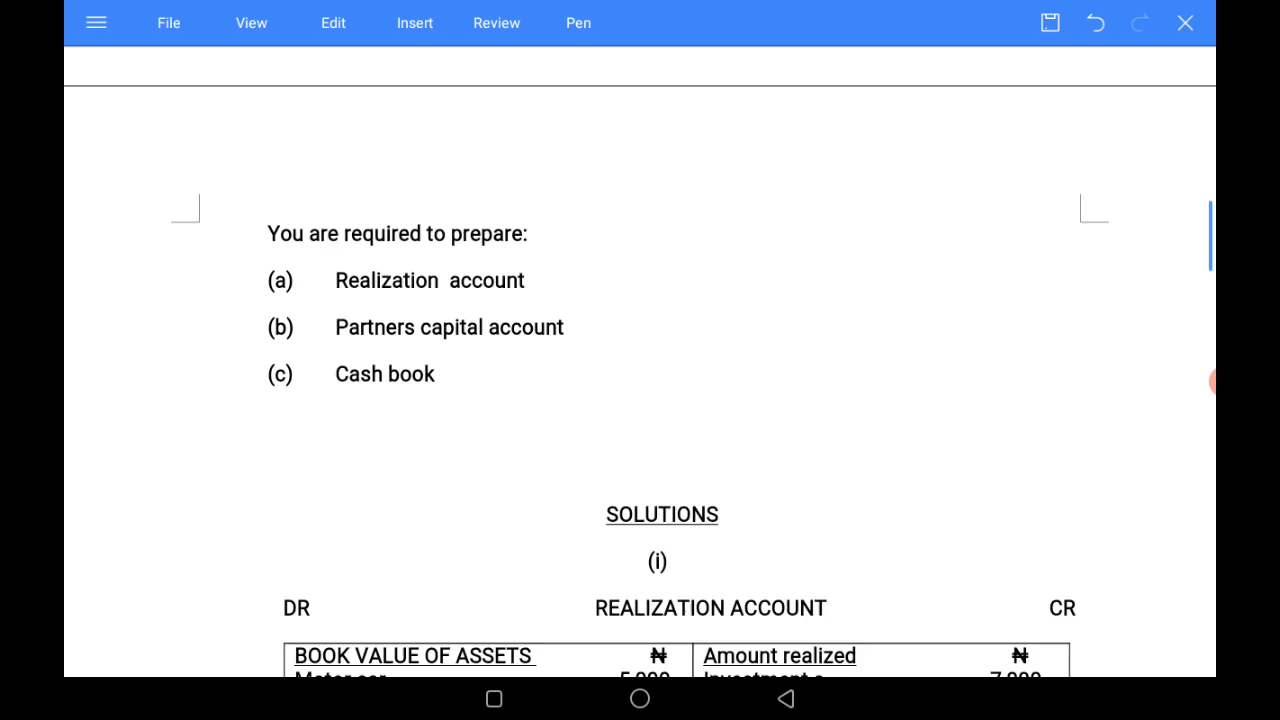 File View Edit Insert Review Pen
You are required to prepare:
(a) Realization account
(b) Partners capital account
(c) Cash book
SOLUTIONS
(i)
DR REALIZATION ACCOUNT CR
BOOK VALUE OF ASSETS ₦ Amount realized ₦